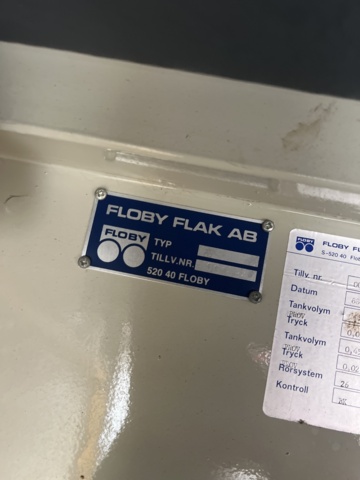 FLOBY FLAK AB
FLOBY
TYP
TILLV.NR.
520 40 FLOBY
FLOBY
FLOBY
S-520 40
Tillv. nr.
Datum
Tankvolym
Tryck
Tankvolym
Tryck
Rörsystem
Kontroll